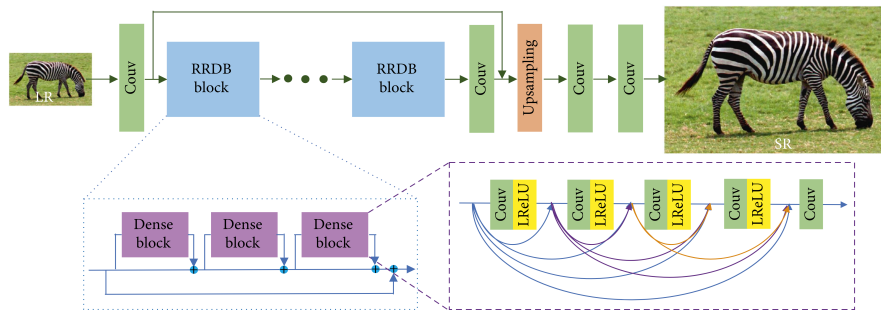 LR
Couv
RRDB
block
RRDB
block
Couv
Upsampling
Couv
Couv
SR
Dense
block
Dense
block
Dense
block
Couv
LReLU
Couv
LReLU
Couv
LReLU
Couv
LReLU
Couv